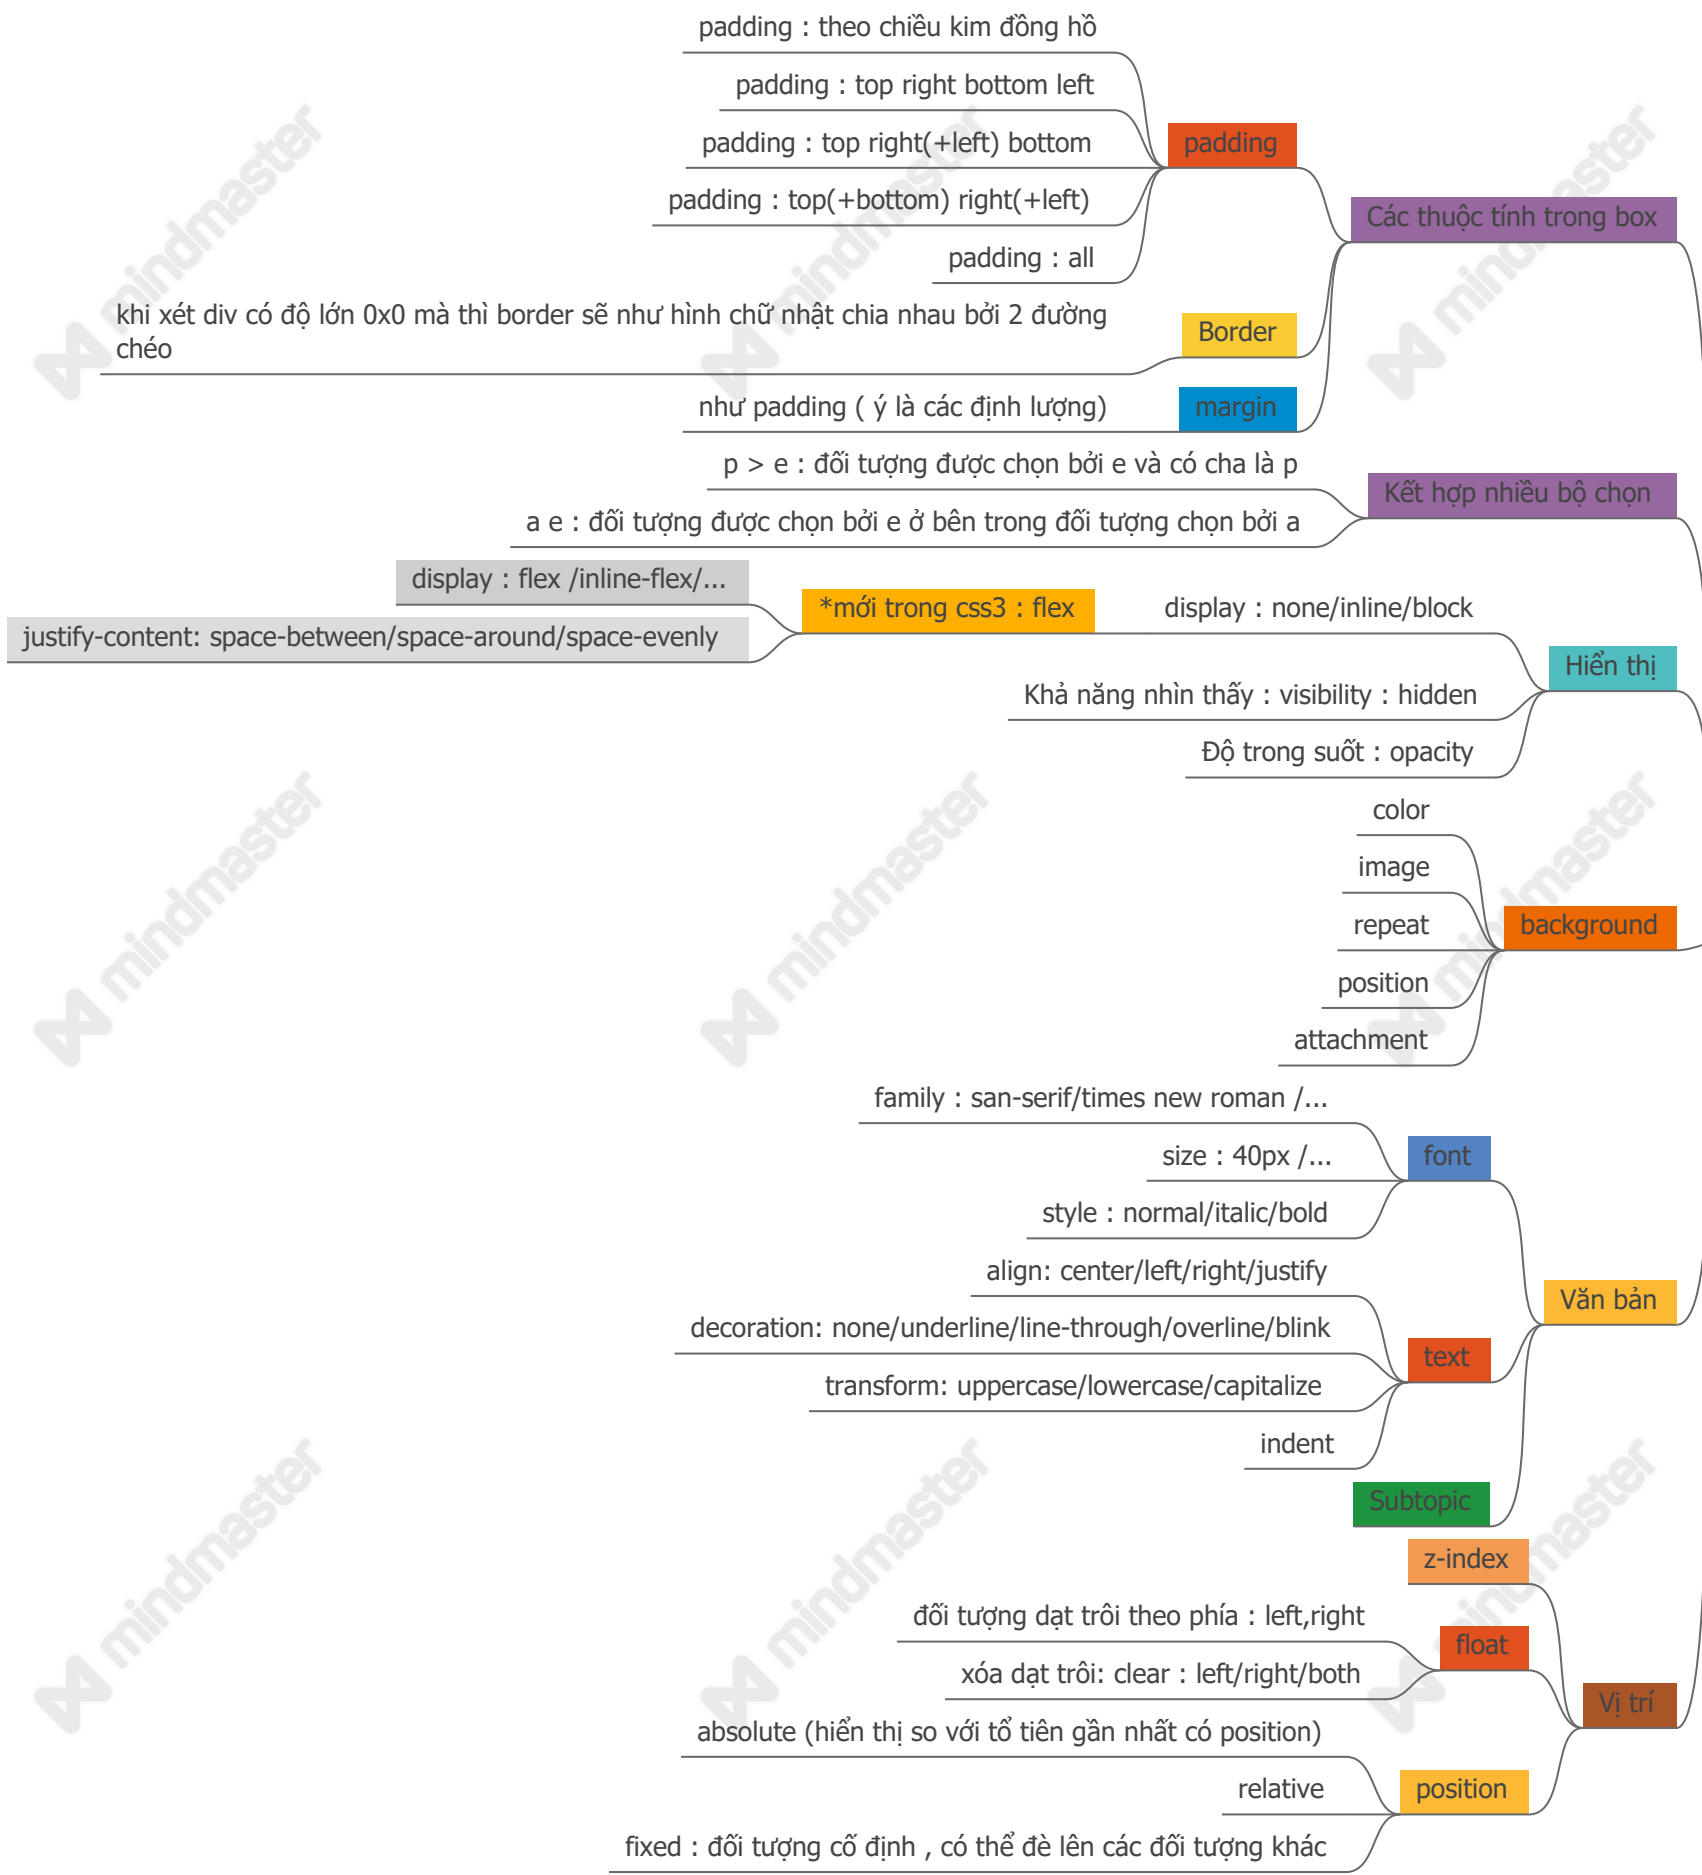 padding : theo chiều kim đồng hồ
padding : top right bottom left
padding : top right(+left) bottom
padding : top(+bottom) right(+left)
padding : all
padding
Các thuộc tính trong box
khi xét div có độ lớn 0x0 mà thì border sẽ như hình chữ nhật chia nhau bởi 2 đường
chéo
Border
như padding ( ý là các định lượng)
margin
p > e : đối tượng được chọn bởi e và có cha là p
a e : đối tượng được chọn bởi e ở bên trong đối tượng chọn bởi a
Kết hợp nhiều bộ chọn
display : flex /inline-flex/...
justify-content: space-between/space-around/space-evenly
*mới trong css3 : flex
display : none/inline/block
Khả năng nhìn thấy : visibility : hidden
Độ trong suốt : opacity
Hiển thị
color
image
repeat
position
attachment
background
family : san-serif/times new roman /...
size : 40px /...
style : normal/italic/bold
font
align: center/left/right/justify
decoration: none/underline/line-through/overline/blink
transform: uppercase/lowercase/capitalize
indent
text
Subtopic
Văn bản
z-index
đối tượng dạt trôi theo phía : left,right
xóa dạt trôi: clear : left/right/both
float
absolute (hiển thị so với tổ tiên gần nhất có position)
relative
fixed : đối tượng cố định , có thể đè lên các đối tượng khác
position
Vị trí
mindmaster
mindmaster
mindmaster
mindmaster
mindmaster
mindmaster
mindmaster
mindmaster
mindmaster